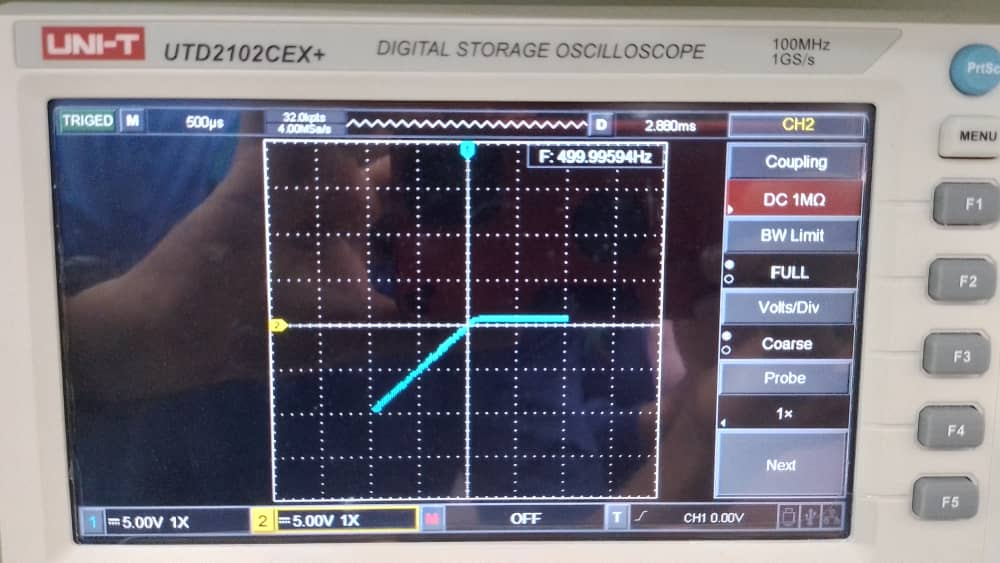 UNI-T UTD2102CEX+ DIGITAL STORAGE OSCILLOSCOPE 100MHz
1GS/s
PrtSc
MENU
TRIGED M 500µs 32.0kpts
4.00MSa/s
D 2.880ms CH2
F: 499.99594Hz
Coupling
DC 1MΩ
BW Limit
FULL
Volts/Div
Coarse
Probe
1×
Next
F1
F2
F3
F4
F5
2
1 5.00V 1X 2 5.00V 1X M OFF T CH1 0.00V